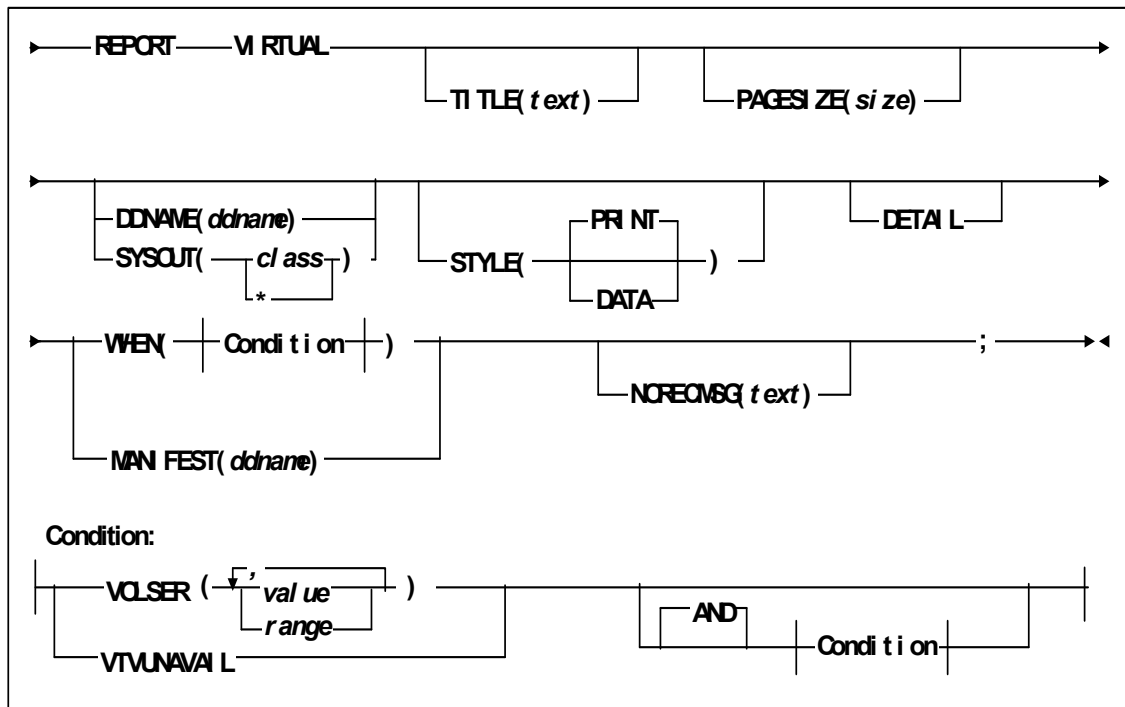 REPORT VIRTUAL
TITLE(text) PAGESIZE(size)
DDNAME(ddname) PRINT DETAIL
SYSOUT( class ) STYLE( )
* DATA
WHEN( Condition ) ;
NORECMSG(text)
MANIFEST(ddname)
Condition:
VOLSER ( , value )
range AND
VTVUNAVAIL Condition